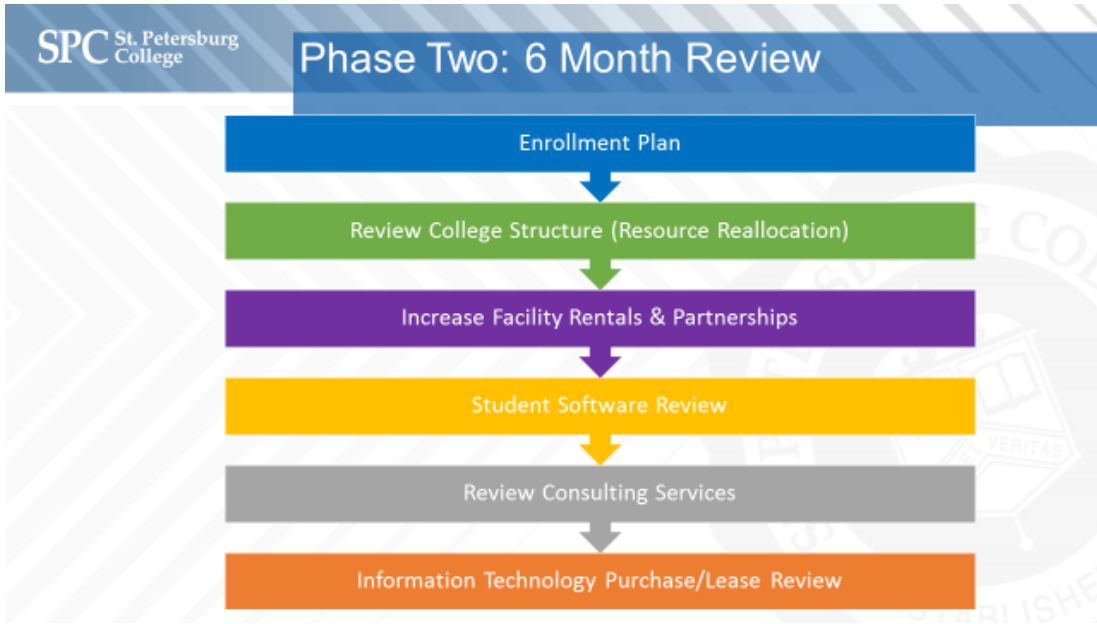 SPC St. Petersburg
College
Phase Two: 6 Month Review
Enrollment Plan
Review College Structure (Resource Reallocation)
Increase Facility Rentals & Partnerships
Student Software Review
Review Consulting Services
Information Technology Purchase/Lease Review
VERITAS